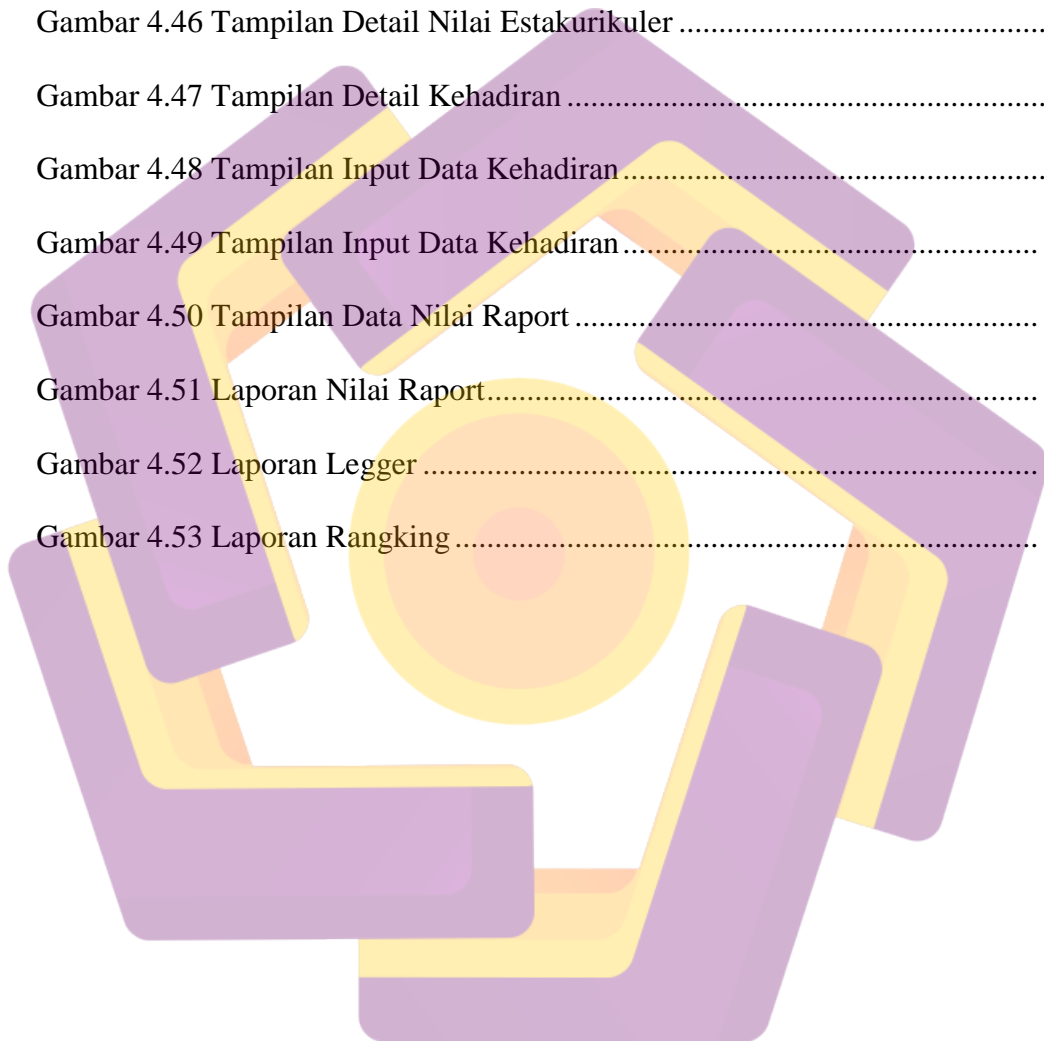 Gambar 4.46 Tampilan Detail Nilai Estakurikuler ..............................................
Gambar 4.47 Tampilan Detail Kehadiran ............................................................
Gambar 4.48 Tampilan Input Data Kehadiran .....................................................
Gambar 4.49 Tampilan Input Data Kehadiran ....................................................
Gambar 4.50 Tampilan Data Nilai Raport ..........................................................
Gambar 4.51 Laporan Nilai Raport .....................................................................
Gambar 4.52 Laporan Legger .............................................................................
Gambar 4.53 Laporan Rangking .........................................................................